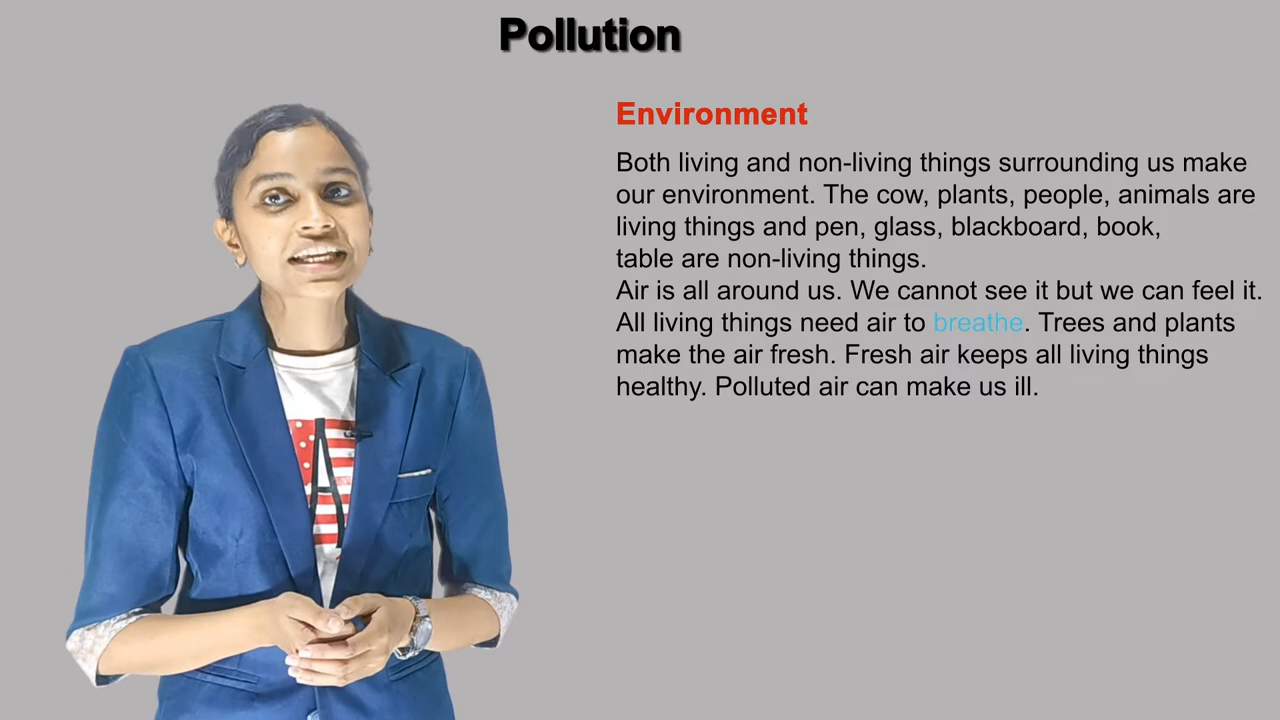 Pollution
Environment
Both living and non-living things surrounding us make
our environment. The cow, plants, people, animals are
living things and pen, glass, blackboard, book,
table are non-living things.
Air is all around us. We cannot see it but we can feel it.
All living things need air to breathe. Trees and plants
make the air fresh. Fresh air keeps all living things
healthy. Polluted air can make us ill.
A